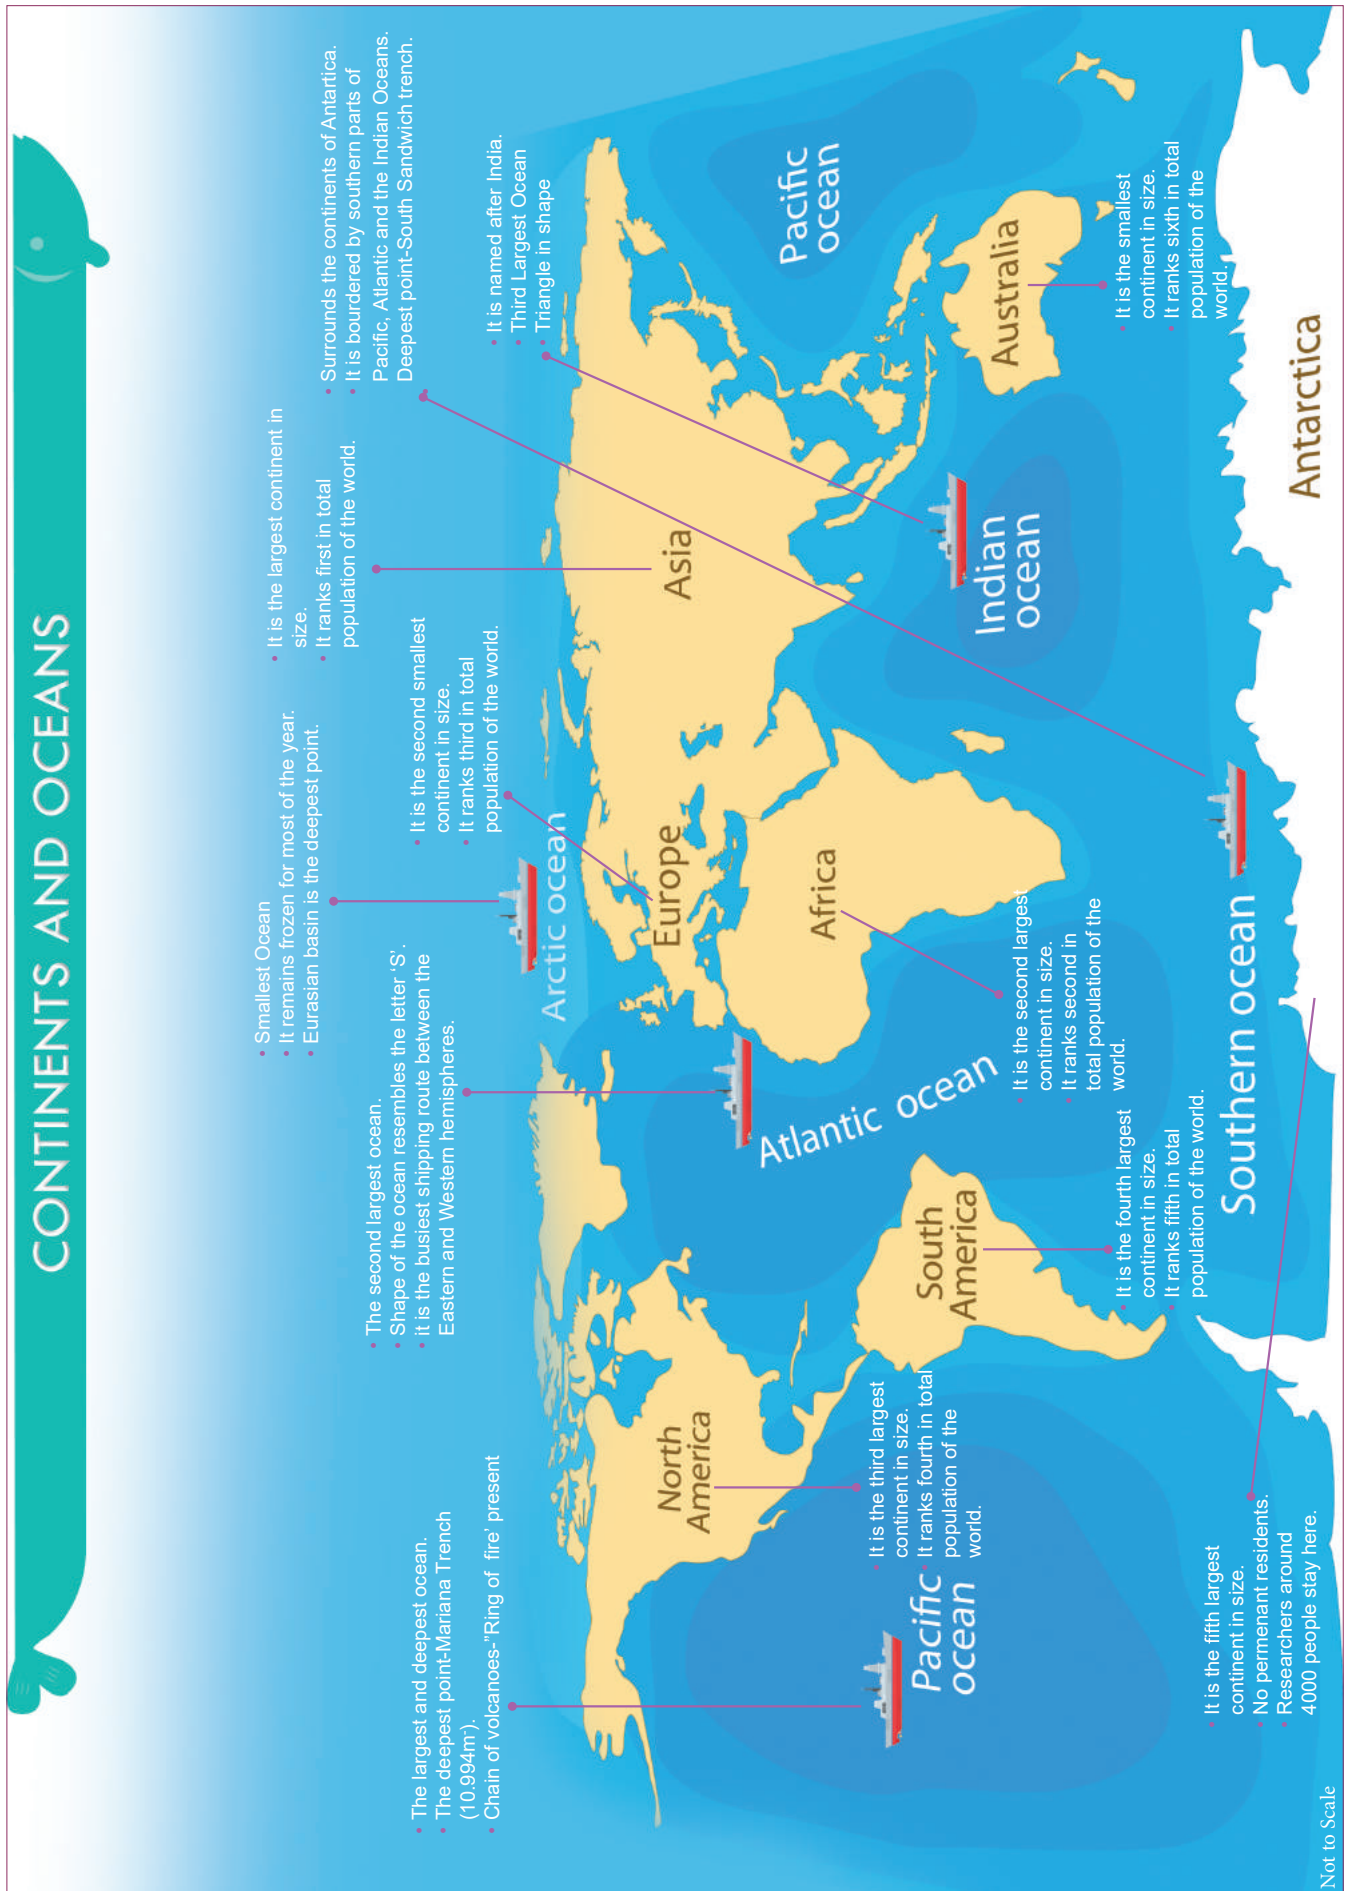 CONTINENTS AND OCEANS
• The largest and deepest ocean.
• The deepest point-Mariana Trench
(10.994m).
• Chain of volcanoes-"Ring of fire' present
• The second largest ocean.
• Shape of the ocean resembles the letter 'S'.
• it is the busiest shipping route between the
Eastern and Western hemispheres.
• Smallest Ocean
• It remains frozen for most of the year.
• Eurasian basin is the deepest point.
• It is the second smallest
continent in size.
• It ranks third in total
population of the world.
• It is the largest continent in
size.
• It ranks first in total
population of the world.
• Surrounds the continents of Antartica.
• It is bourdered by southern parts of
Pacific, Atlantic and the Indian Oceans.
Deepest point-South Sandwich trench.
• It is named after India.
• Third Largest Ocean
• Triangle in shape
Arctic ocean
North
America
Europe
Asia
Pacific
ocean
Africa
Atlantic ocean
• It is the third largest
continent in size.
• It ranks fourth in total
population of the
world.
Pacific
ocean
South
America
Indian
ocean
Australia
• It is the second largest
continent in size.
• It ranks second in
total population of the
world.
• It is the fourth largest
continent in size.
• It ranks fifth in total
population of the world.
• It is the smallest
continent in size.
• It ranks sixth in total
population of the
world.
Southern ocean
• It is the fifth largest
continent in size.
• No permenant residents.
• Researchers around
4000 people stay here.
Antarctica
Not to Scale